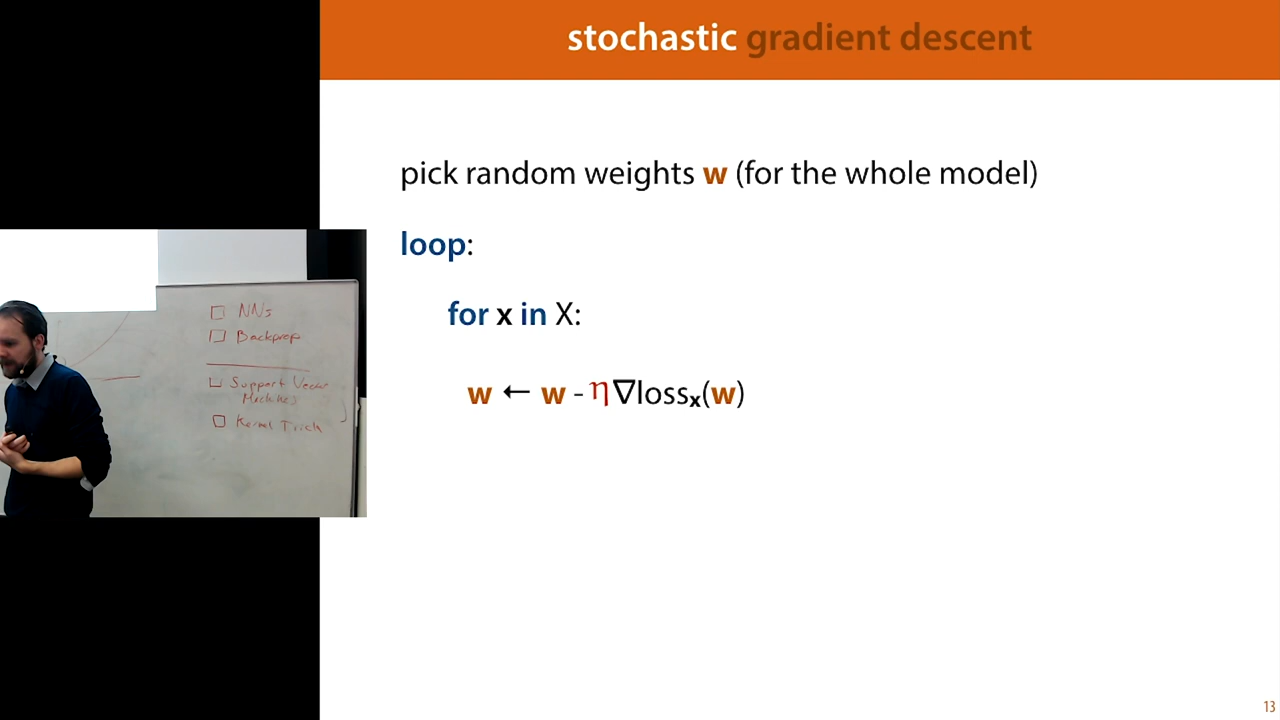 stochastic gradient descent
pick random weights w (for the whole model)
loop:
for x in X:
w ← w - η∇lossₓ(w)
NNs
Backprop
Support Vector
Machines
Kernel Trick
13